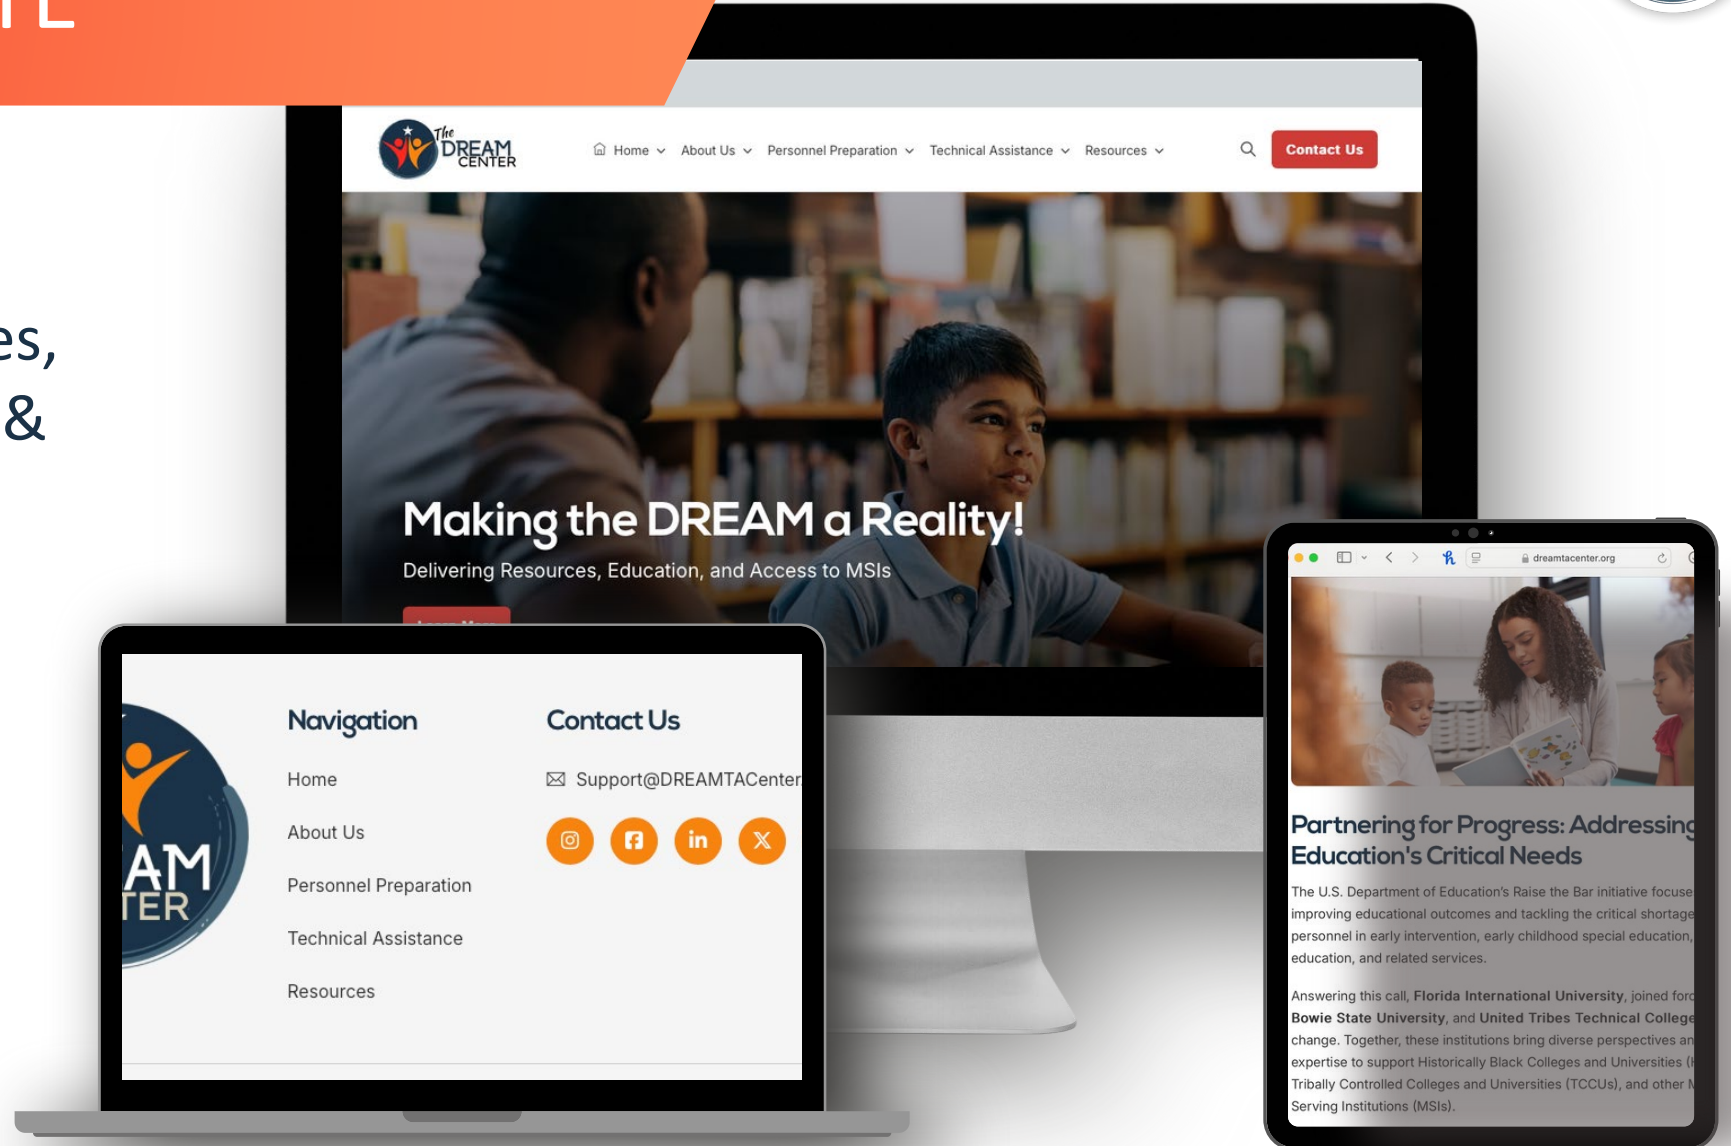 The
DREAM
CENTER
Home
About Us
Personnel Preparation
Technical Assistance
Resources
Contact Us
&
Making the DREAM a Reality!
Delivering Resources, Education, and Access to MSIs
Navigation
Home
About Us
Personnel Preparation
Technical Assistance
Resources
Contact Us
Support@DREAMTACenter
dreamtacenter.org
Partnering for Progress: Addressing
Education's Critical Needs
The U.S. Department of Education's Raise the Bar initiative
improving educational outcomes and tackling the critical shortage
personnel in early intervention, early childhood special education,
education, and related services.
Answering this call, Florida International University, joined
Bowie State University, and United Tribes Technical College
change. Together, these institutions bring diverse perspectives
expertise to support Historically Black Colleges and Universities
Tribally Controlled Colleges and Universities (TCCUs), and other
Serving Institutions (MSIs).